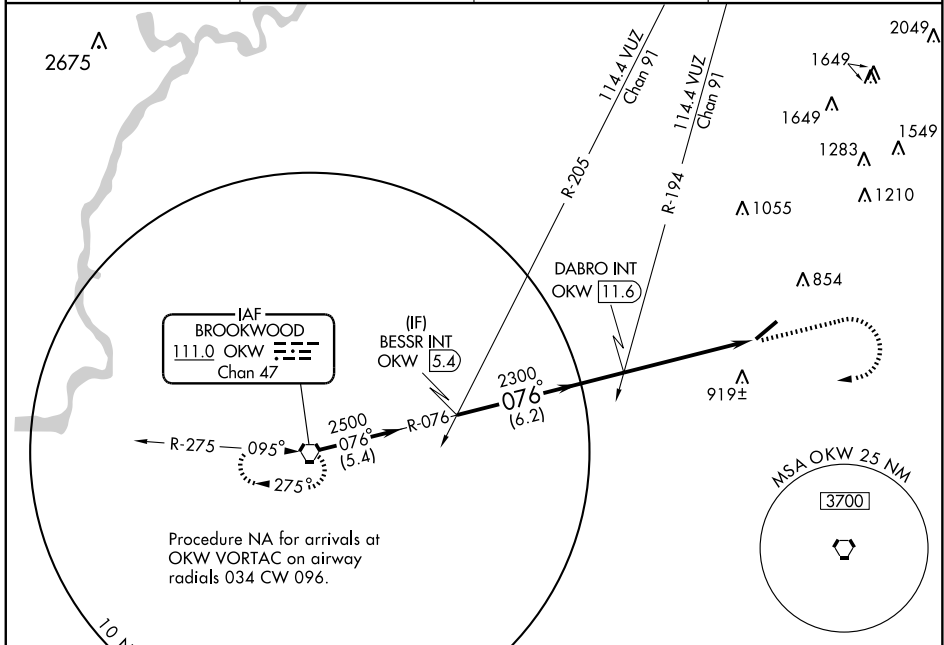 2675
2049
1649
1649
1549
1283
1210
1055
854
114.4 VUZ
Chan 91
R-205
114.4 VUZ
Chan 91
R-194
DABRO INT
OKW 11.6
IAF
BROOKWOOD
111.0 OKW
Chan 47
(IF)
BESSR INT
OKW 5.4
2300
076°
(6.2)
919±
2500
076°
(5.4)
R-076
R-275
095°
275°
MSA OKW 25 NM
3700
Procedure NA for arrivals at
OKW VORTAC on airway
radials 034 CW 096.
10